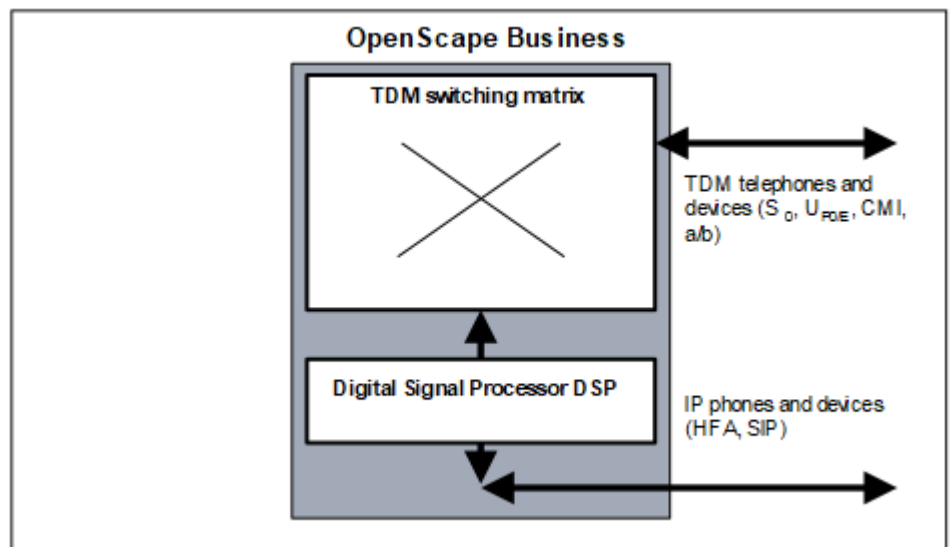 OpenScape Business
TDM switching matrix
TDM telephones and
devices (S₀, U_P0/E, CMI,
a/b)
Digital Signal Processor DSP
IP phones and devices
(HFA, SIP)